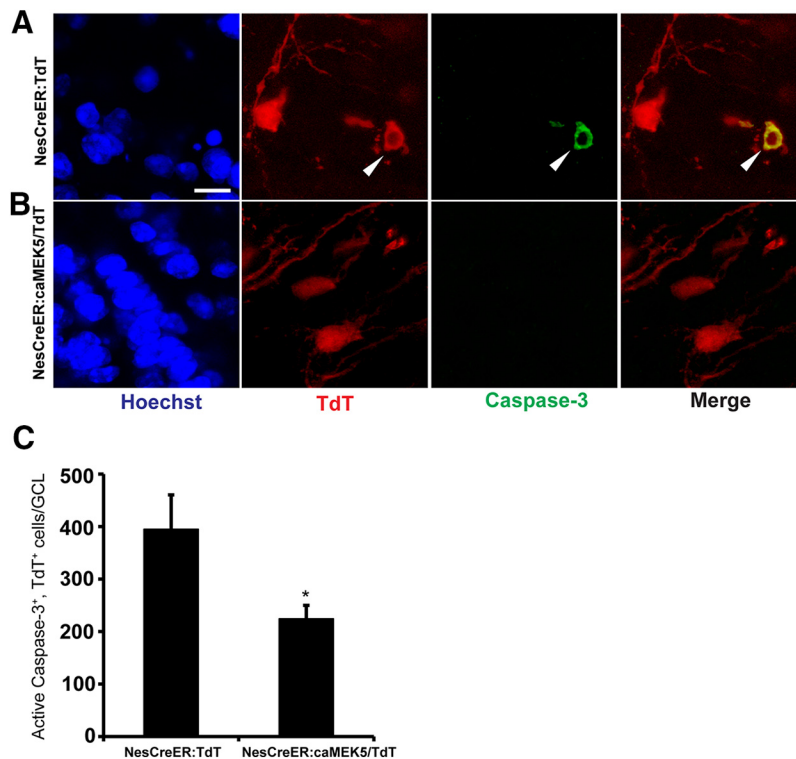 A
NesCreER:TdT
B
NesCreER:caMEK5/TdT
Hoechst TdT Caspase-3 Merge
C
Active Caspase-3⁺, TdT⁺ cells/GCL
500
400
300
200
100
0
*
NesCreER:TdT NesCreER:caMEK5/TdT